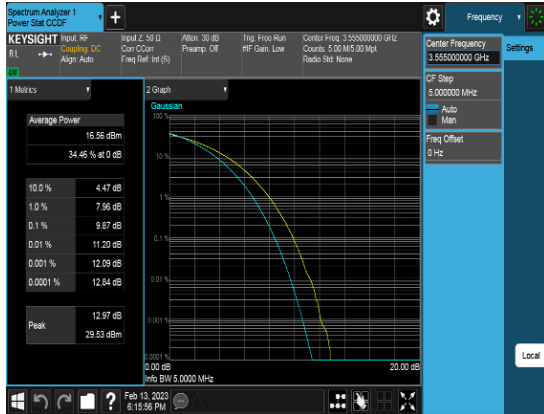 Spectrum Analyzer 1
Power Stat CCDF
+
Frequency
KEYSIGHT
RL
Input: RF
Coupling: DC
Align: Auto
Input Z: 50 Ω
Corr CCorr
Freq Ref: Int (S)
Atten: 30 dB
Preamp: Off
Trig: Free Run
#IF Gain: Low
Center Freq: 3.555000000 GHz
Counts: 5.00 M/5.00 Mpt
Radio Std: None
Center Frequency
3.555000000 GHz
Settings
CF Step
5.000000 MHz
Auto
Man
Freq Offset
0 Hz
Local
1 Metrics
Average Power
16.56 dBm
34.46 % at 0 dB
10.0 % 4.47 dB
1.0 % 7.96 dB
0.1 % 9.87 dB
0.01 % 11.20 dB
0.001 % 12.09 dB
0.0001 % 12.84 dB
Peak
12.97 dB
29.53 dBm
2 Graph
Gaussian
100 %
10 %
1 %
0.1 %
0.01 %
0.001 %
0.0001 %
0.00 dB
20.00 dB
Info BW 5.0000 MHz
?
Feb 13, 2023
6:15:56 PM